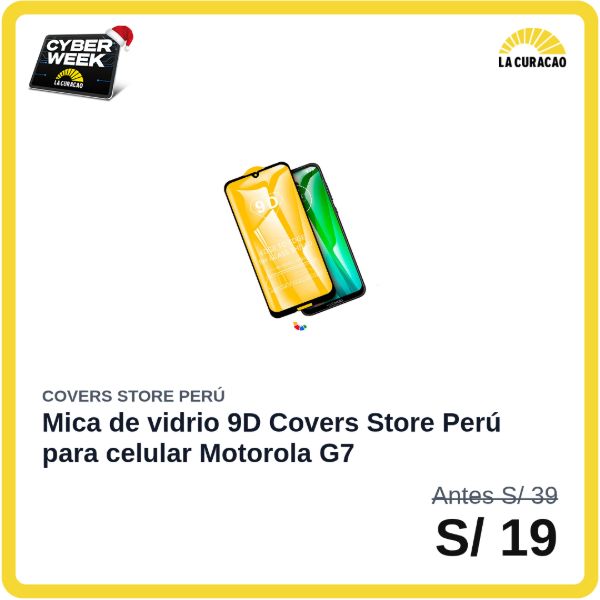 CYBER
WEEK
LA CURACAO
LA CURACAO
9D
COVERS STORE PERÚ
Mica de vidrio 9D Covers Store Perú
para celular Motorola G7
Antes S/ 39
S/ 19